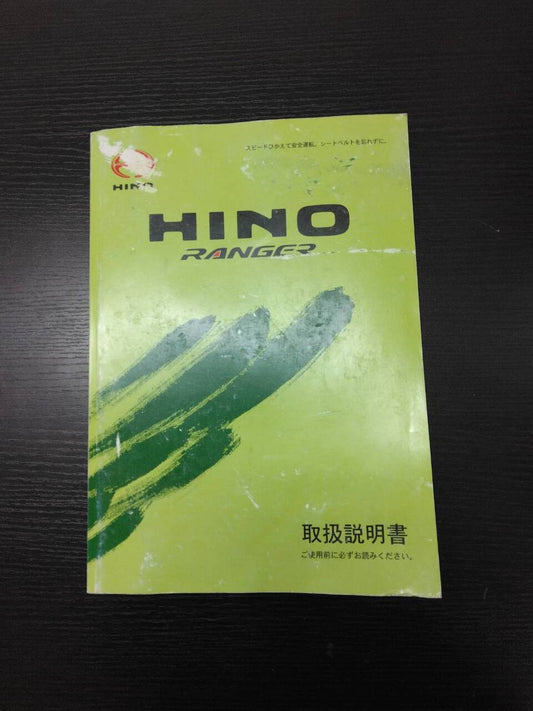 スピードひかえて安全運転。シートベルトを忘れずに。
HINO
HINO
RANGER
取扱説明書
ご使用前に必ずお読みください。